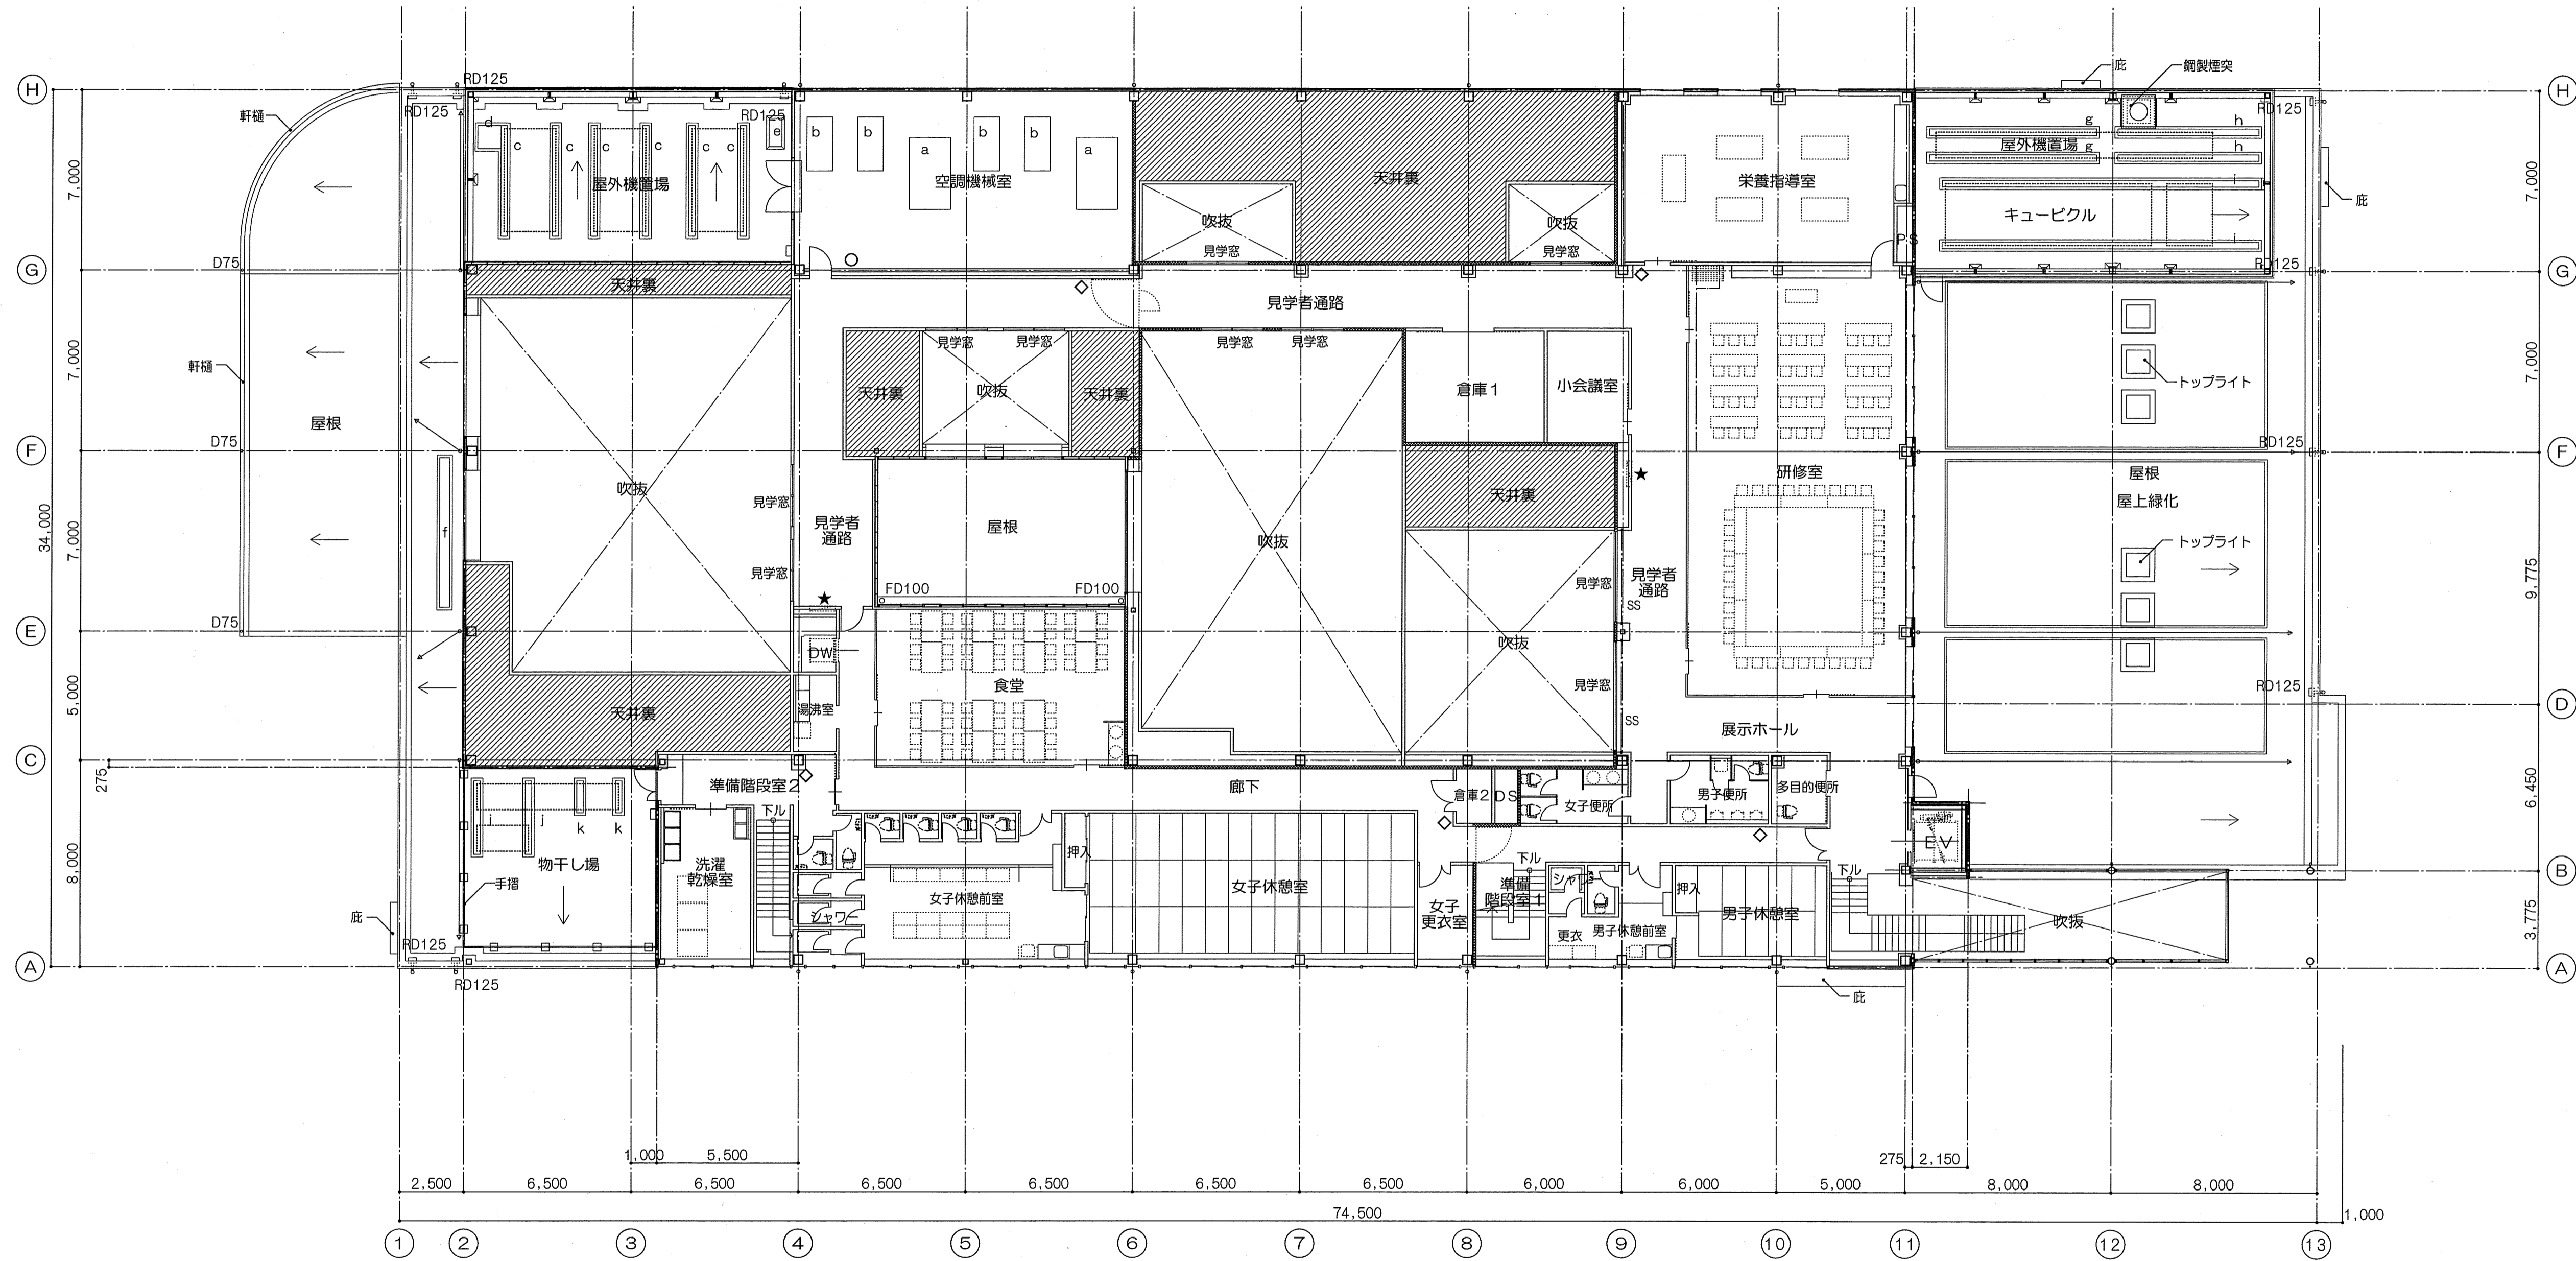 庇
鋼製煙突
H
RD125
H
軒樋
RD125
RD125
RD125
庇
d
c
c
c
c
c
c
e
b
b
a
b
b
a
g
h
g
h
屋外機置場
空調機械室
天井裏
栄養指導室
屋外機置場
キュービクル
i
i
7,000
7,000
吹抜
見学窓
吹抜
見学窓
PS
G
D75
RD125
G
天井裏
見学者通路
見学窓
見学窓
見学窓
見学窓
7,000
軒樋
天井裏
吹抜
天井裏
倉庫1
小会議室
トップライト
7,000
屋根
F
D75
RD125
F
吹抜
見学窓
見学者
通路
屋根
吹抜
天井裏
★
研修室
屋根
屋上緑化
34,000
7,000
f
見学窓
FD100
FD100
★
見学窓
見学者
通路
SS
トップライト
9,775
E
D75
DW
吹抜
E
5,000
天井裏
湯沸室
食堂
見学窓
SS
RD125
D
展示ホール
D
C
275
準備階段室2
下ル
廊下
倉庫2
DS
女子便所
男子便所
多目的便所
C
6,450
j
j
k
k
物干し場
手摺
洗濯
乾燥室
押入
EV
8,000
シャワー
女子休憩前室
女子休憩室
女子
更衣室
下ル
準備
階段室1
シャワー
更衣
男子休憩前室
押入
男子休憩室
下ル
吹抜
B
3,775
庇
RD125
A
RD125
庇
A
1,000
5,500
275
2,150
2,500
6,500
6,500
6,500
6,500
6,500
6,500
6,000
6,000
5,000
8,000
8,000
74,500
1,000
1
2
3
4
5
6
7
8
9
10
11
12
13